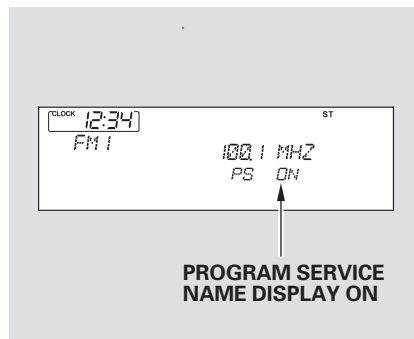 CLOCK 12:34 ST
FM1
100.1 MHZ
PS ON
PROGRAM SERVICE
NAME DISPLAY ON